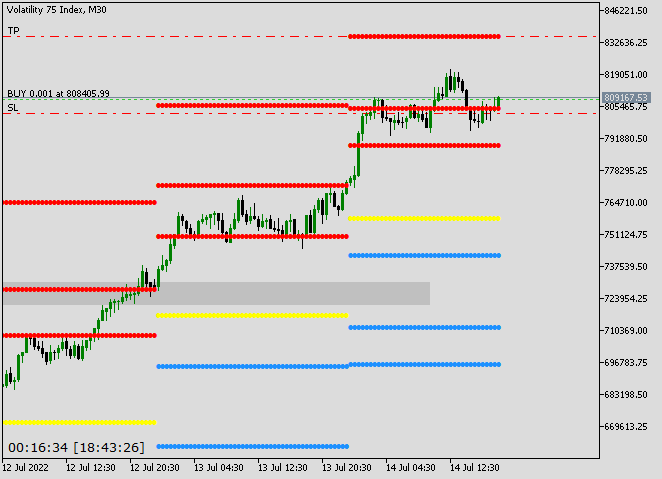 Volatility 75 Index, M30
TP
BUY 0.001 at 808405.99
SL
846221.50
832636.25
819051.00
809167.53
805465.75
791880.50
778295.25
764710.00
751124.75
737539.50
723954.25
710369.00
696783.75
683198.50
669613.25
00:16:34 [18:43:26]
12 Jul 2022
12 Jul 12:30
12 Jul 20:30
13 Jul 04:30
13 Jul 12:30
13 Jul 20:30
14 Jul 04:30
14 Jul 12:30